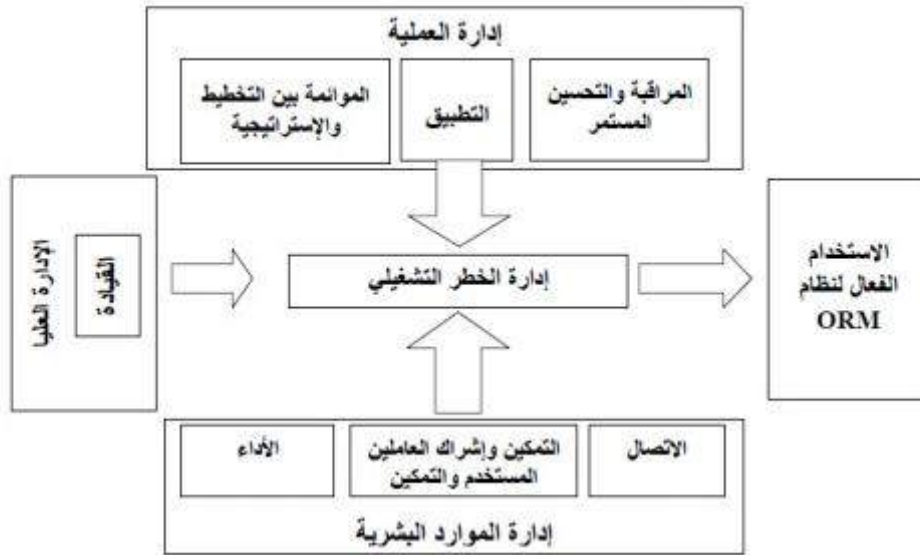 إدارة العملية
المراقبة والتحسين
المستمر
التطبيق
الموائمة بين التخطيط
والإستراتيجية
الاستخدام
الفعال لنظام
ORM
إدارة الخطر التشغيلي
القيادة
الإدارة العليا
الاتصال
التمكين وإشراك العاملين
المستخدم والتمكين
الأداء
إدارة الموارد البشرية